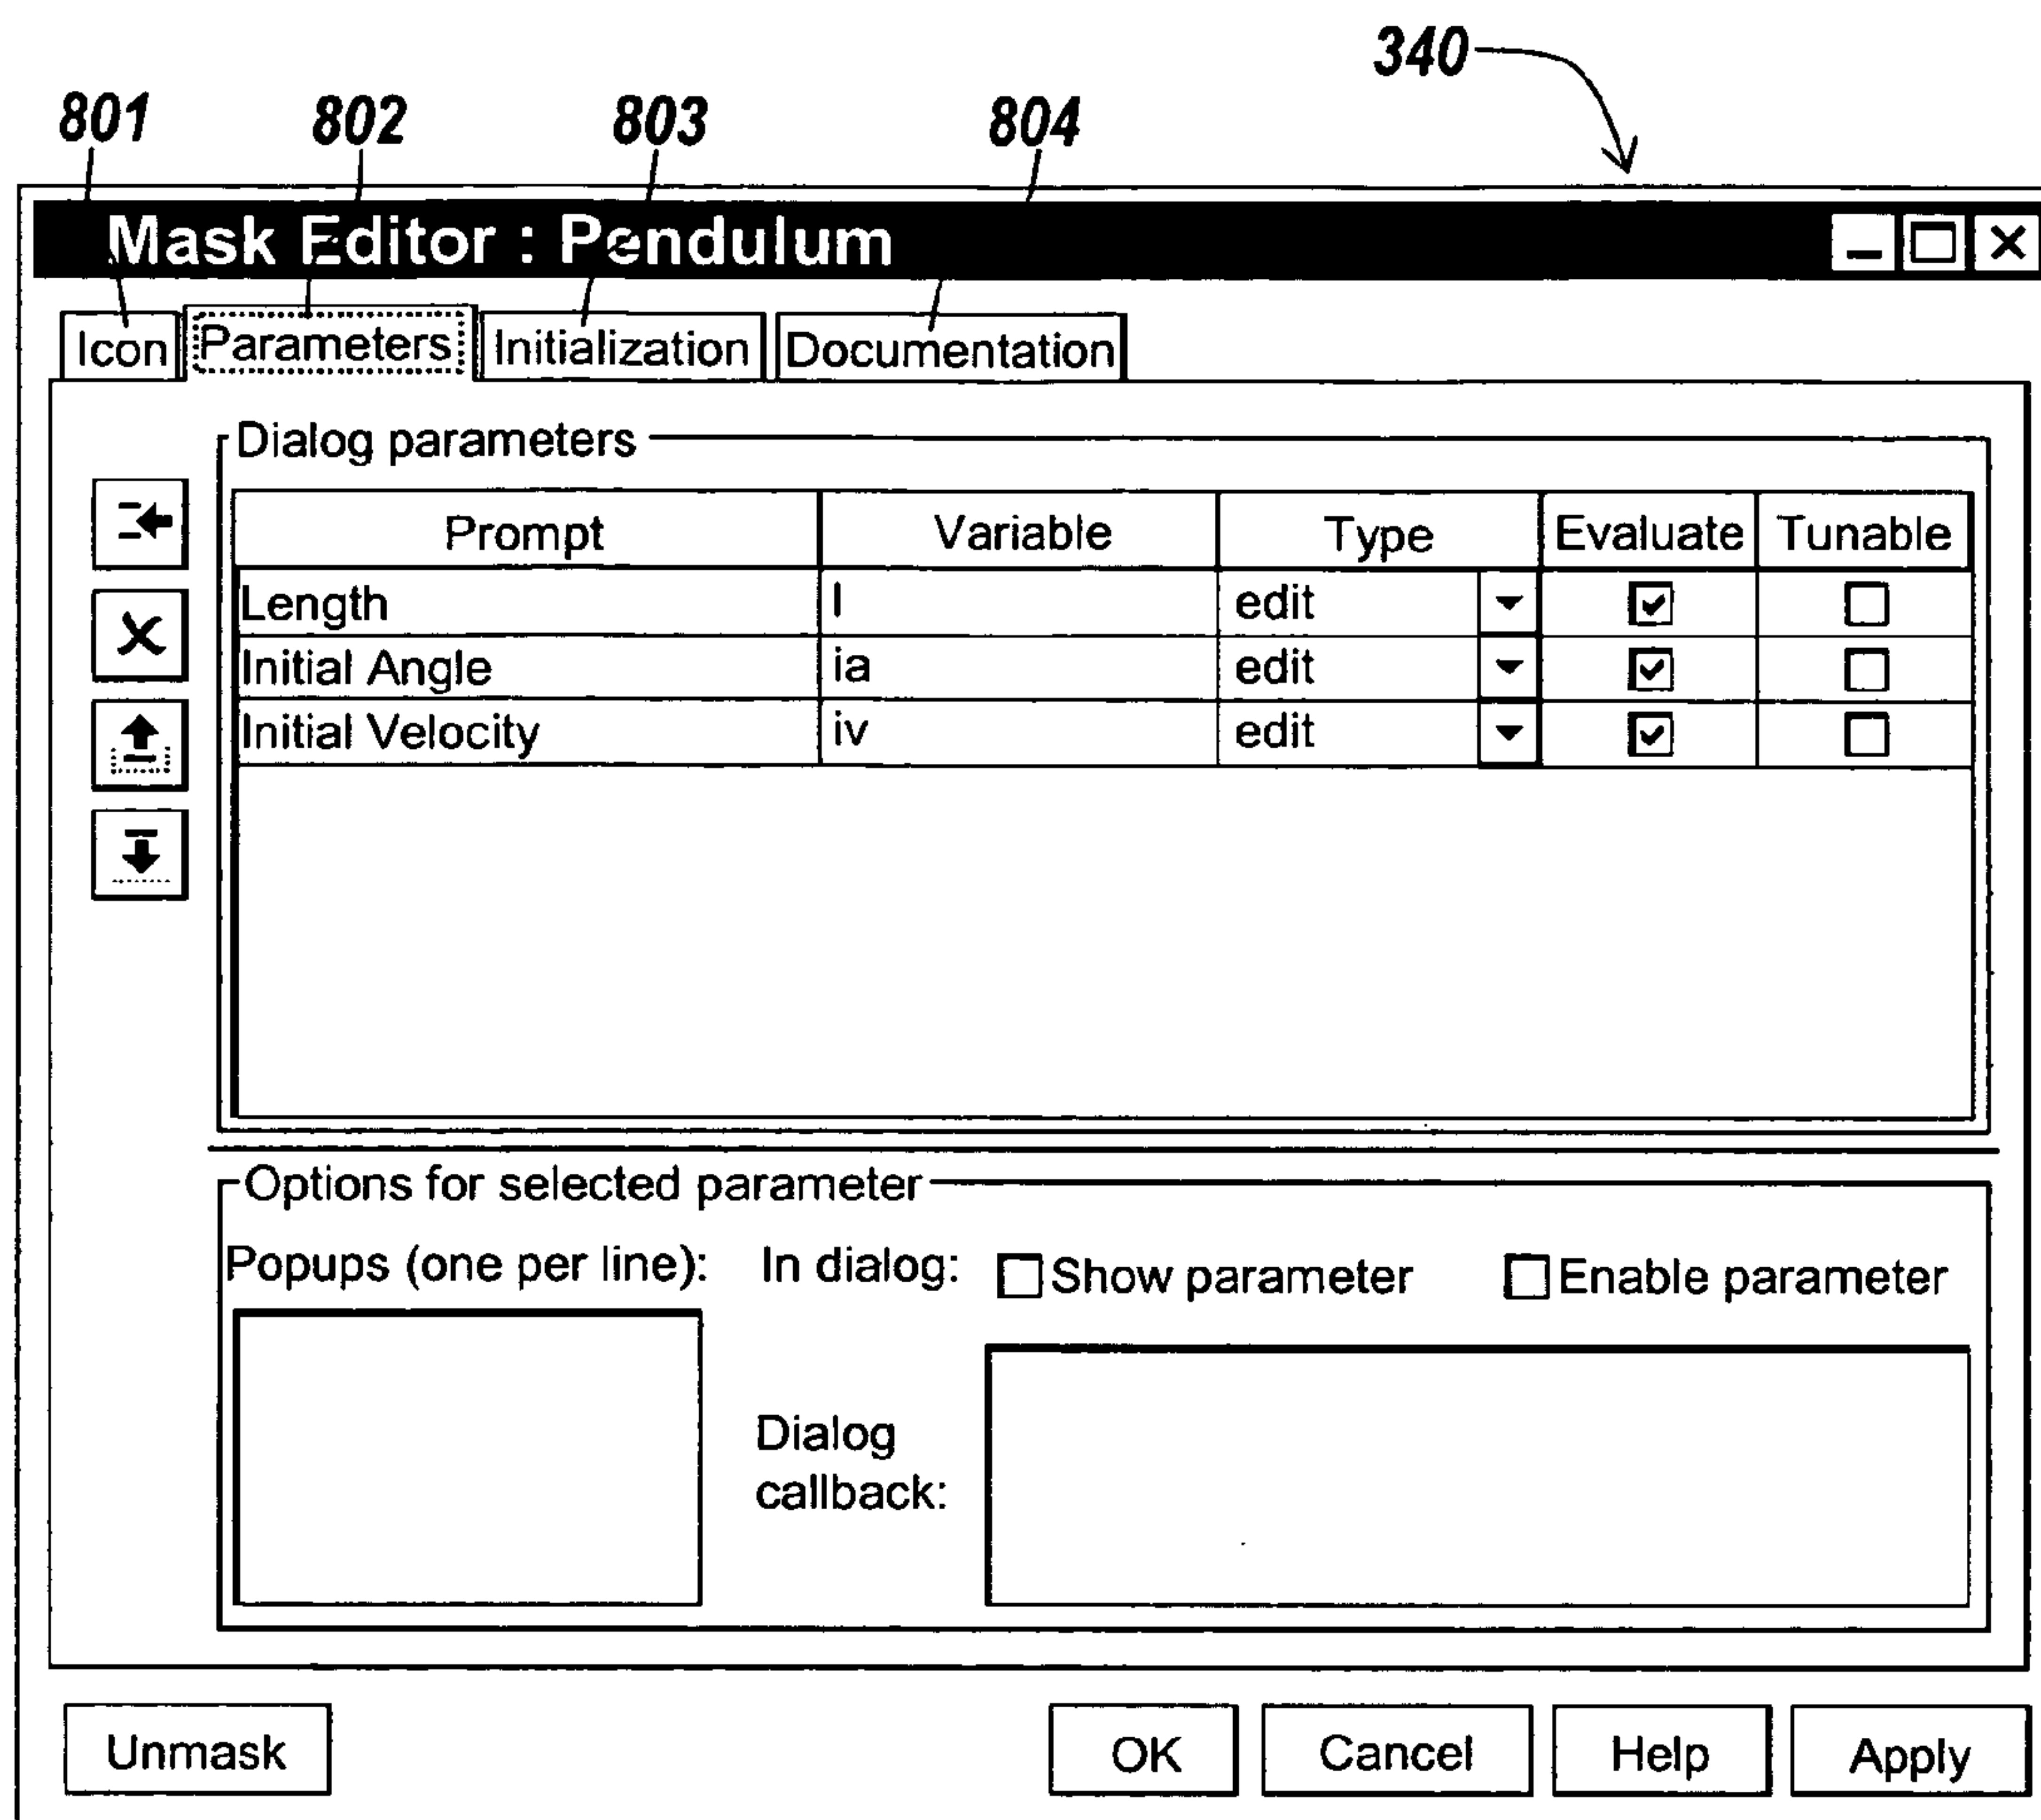 340
801 802 803 804
Mask Editor : Pendulum
Icon Parameters Initialization Documentation
Dialog parameters
Prompt Variable Type Evaluate Tunable
Length l edit
Initial Angle ia edit
Initial Velocity iv edit
Options for selected parameter
Popups (one per line): In dialog: Show parameter Enable parameter
Dialog
callback:
Unmask OK Cancel Help Apply